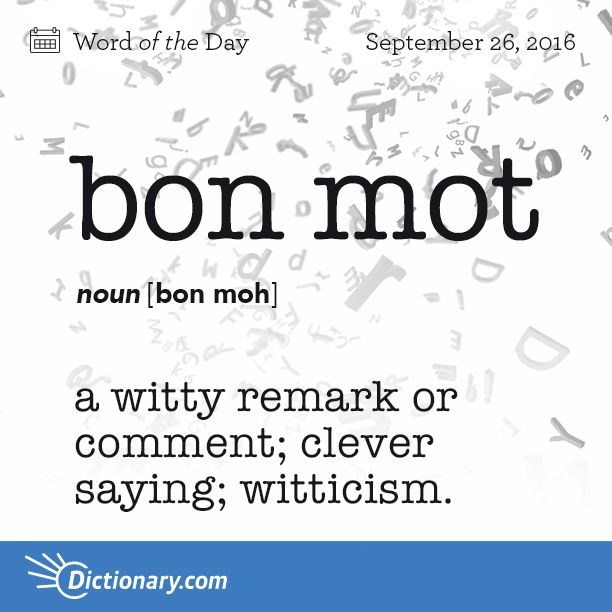 Word of the Day
September 26, 2016
bon mot
noun [bon moh]
a witty remark or
comment; clever
saying; witticism.
Dictionary.com